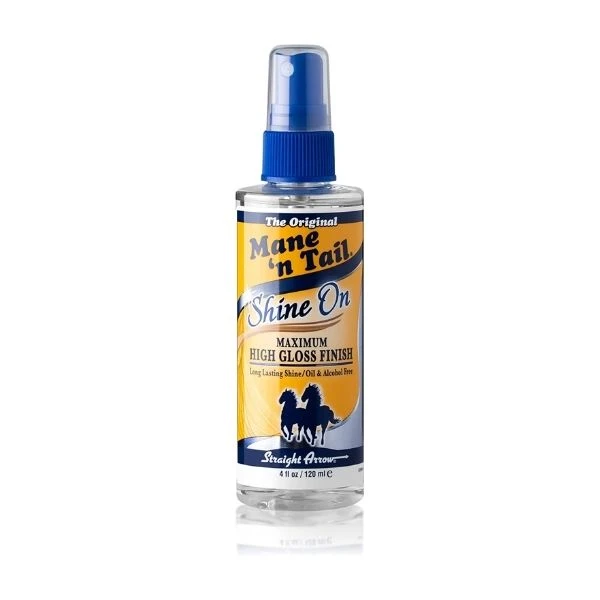 The Original
Mane
'n Tail®
Shine On
MAXIMUM
HIGH GLOSS FINISH
Long Lasting Shine/Oil & Alcohol Free
Straight Arrow®
4 fl oz / 120 ml ℮